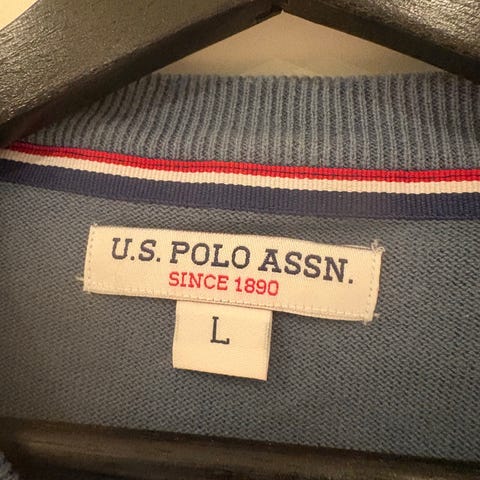 U.S. POLO ASSN.
SINCE 1890
L